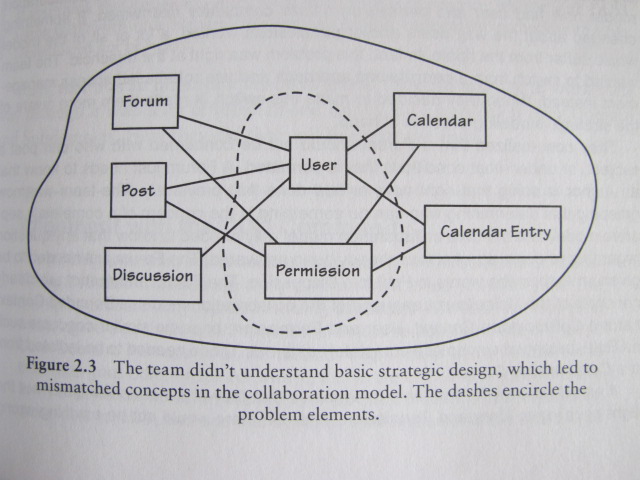 Forum
Calendar
User
Post
Calendar Entry
Discussion
Permission
Figure 2.3 The team didn't understand basic strategic design, which led to
mismatched concepts in the collaboration model. The dashes encircle the
problem elements.